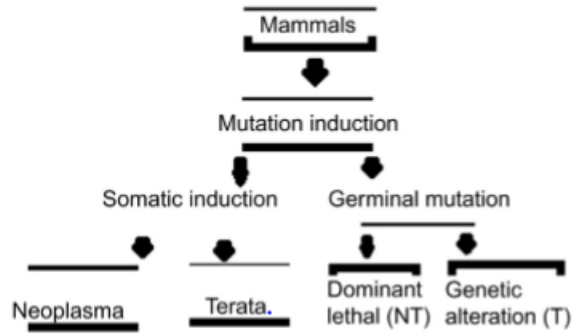 Mammals
Mutation induction
Somatic induction
Germinal mutation
Neoplasma
Terata.
Dominant
lethal (NT)
Genetic
alteration (T)